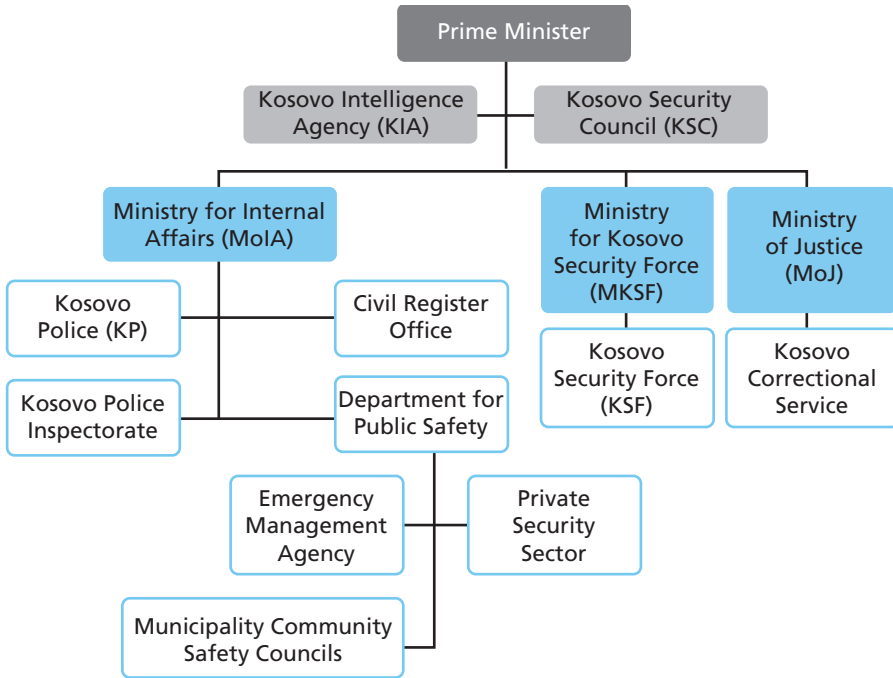 Prime Minister
Kosovo Intelligence
Agency (KIA)
Kosovo Security
Council (KSC)
Ministry for Internal
Affairs (MoIA)
Ministry
for Kosovo
Security Force
(MKSF)
Ministry
of Justice
(MoJ)
Kosovo
Police (KP)
Civil Register
Office
Kosovo
Security Force
(KSF)
Kosovo
Correctional
Service
Kosovo Police
Inspectorate
Department for
Public Safety
Emergency
Management
Agency
Private
Security
Sector
Municipality Community
Safety Councils